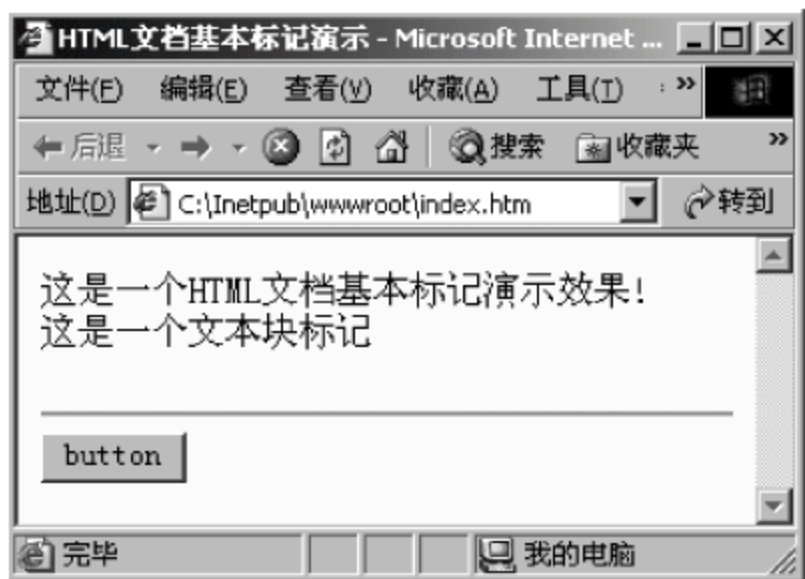 HTML文档基本标记演示 - Microsoft Internet ...
文件(F) 编辑(E) 查看(V) 收藏(A) 工具(T) »
后退 搜索 收藏夹 »
地址(D) C:\Inetpub\wwwroot\index.htm 转到
这是一个HTML文档基本标记演示效果!
这是一个文本块标记
button
完毕 我的电脑